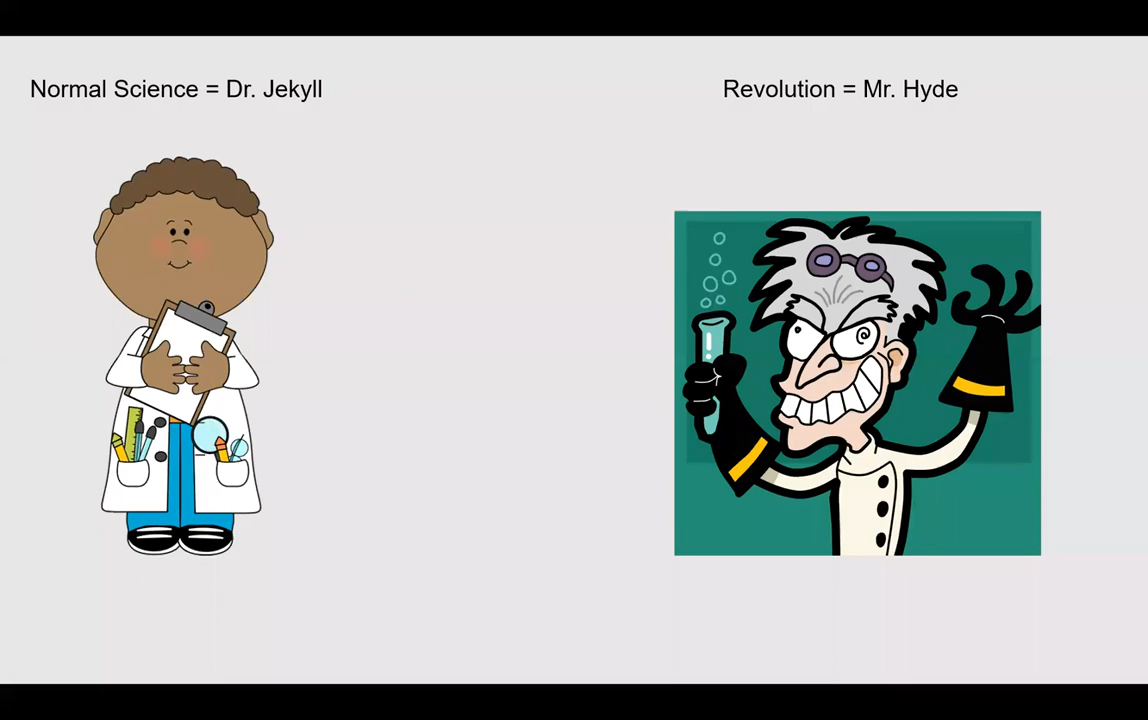 Normal Science = Dr. Jekyll
Revolution = Mr. Hyde